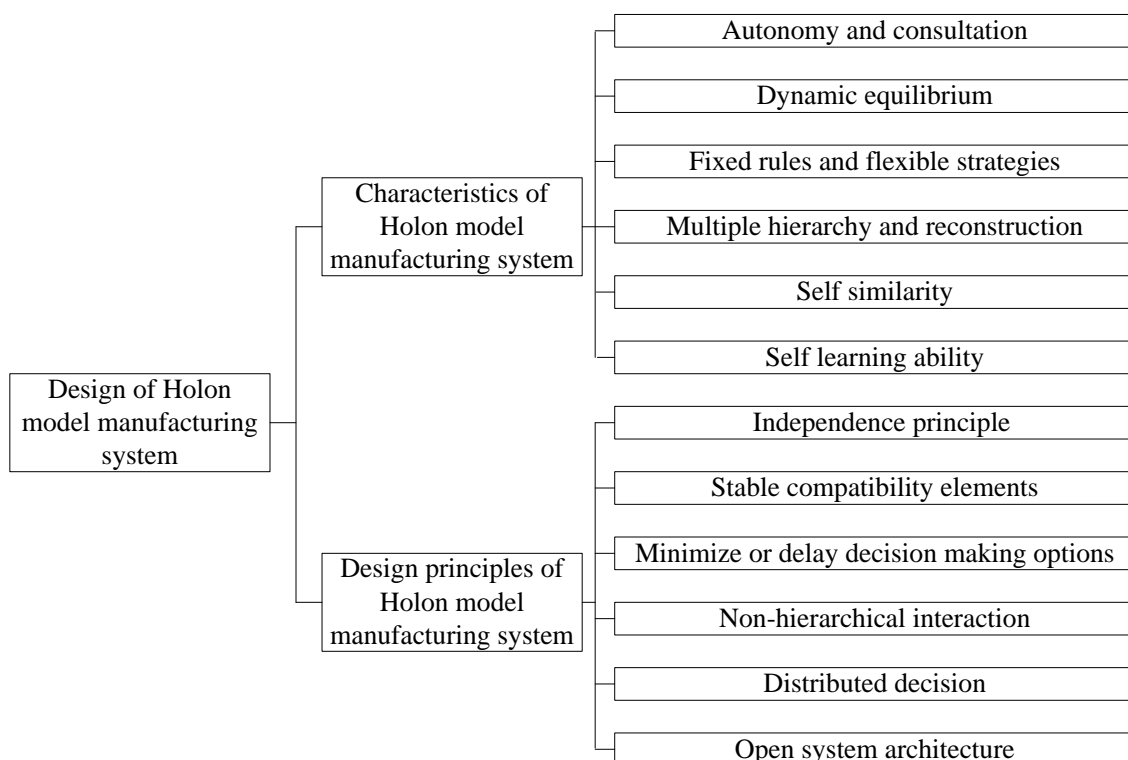 Autonomy and consultation
Dynamic equilibrium
Fixed rules and flexible strategies
Characteristics of
Holon model
manufacturing system
Multiple hierarchy and reconstruction
Self similarity
Self learning ability
Design of Holon
model manufacturing
system
Independence principle
Stable compatibility elements
Minimize or delay decision making options
Design principles of
Holon model
manufacturing system
Non-hierarchical interaction
Distributed decision
Open system architecture